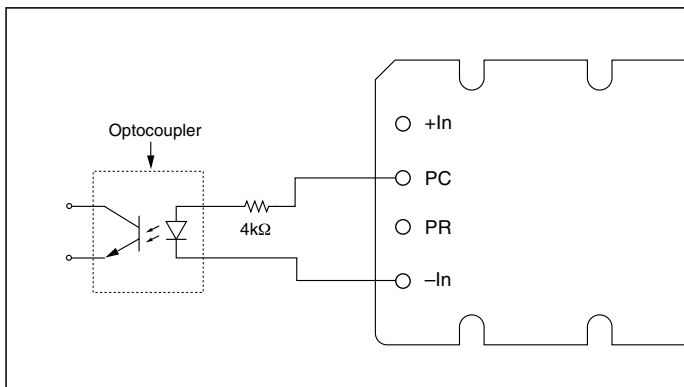 Optocoupler
4kΩ
+In
PC
PR
–In